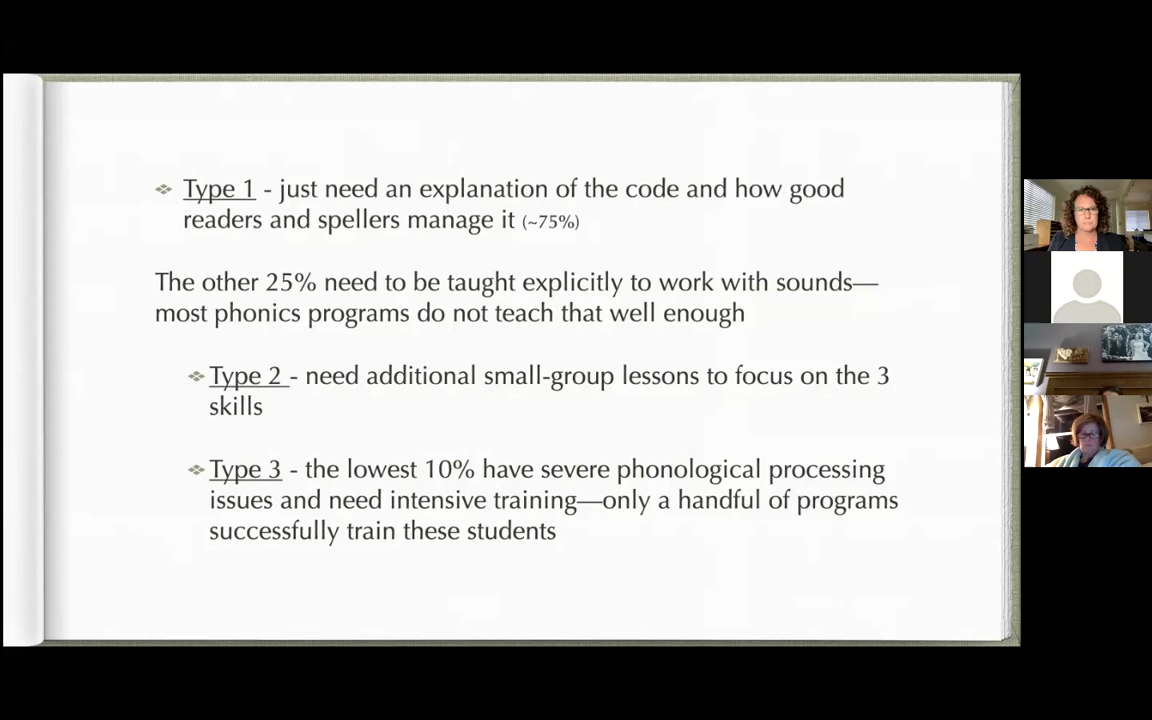 Type 1 - just need an explanation of the code and how good
readers and spellers manage it (~75%)
The other 25% need to be taught explicitly to work with sounds—
most phonics programs do not teach that well enough
Type 2 - need additional small-group lessons to focus on the 3
skills
Type 3 - the lowest 10% have severe phonological processing
issues and need intensive training—only a handful of programs
successfully train these students